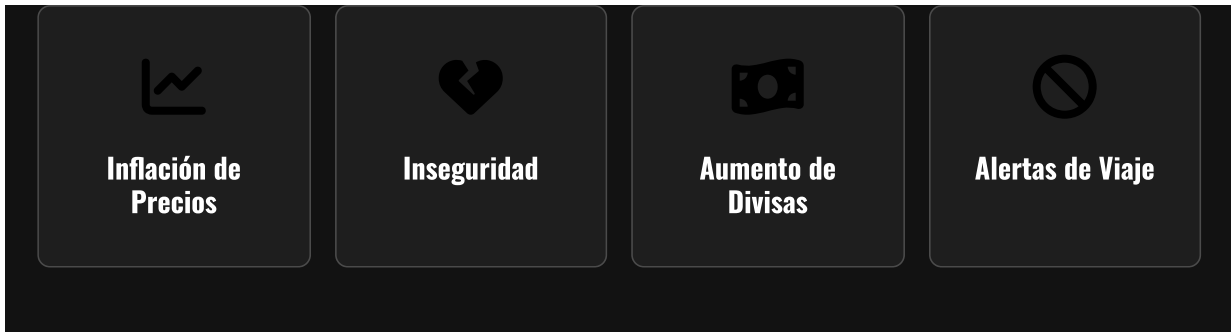 Inflación de
Precios
Inseguridad
Aumento de
Divisas
Alertas de Viaje